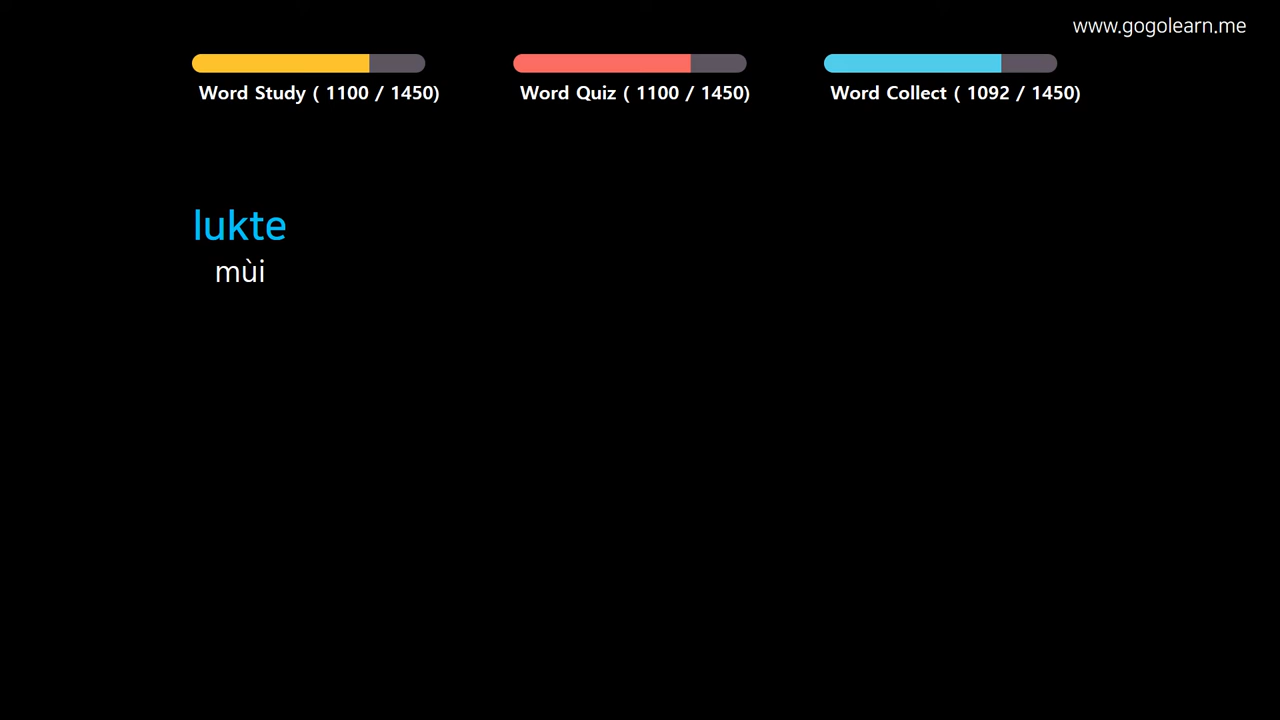 www.gogolearn.me
Word Study ( 1100 / 1450)
Word Quiz ( 1100 / 1450)
Word Collect ( 1092 / 1450)
lukte
mùi